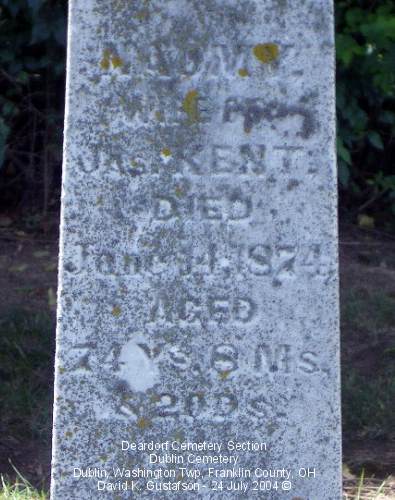 NAOMI
WIFE OF
JAS. KENT.
DIED
June 14, 1874,
AGED
74 Ys. 8 Ms.
Deardorf Cemetery Section
Dublin Cemetery
Dublin, Washington Twp, Franklin County, OH
David K. Gustafson - 24 July 2004 ©